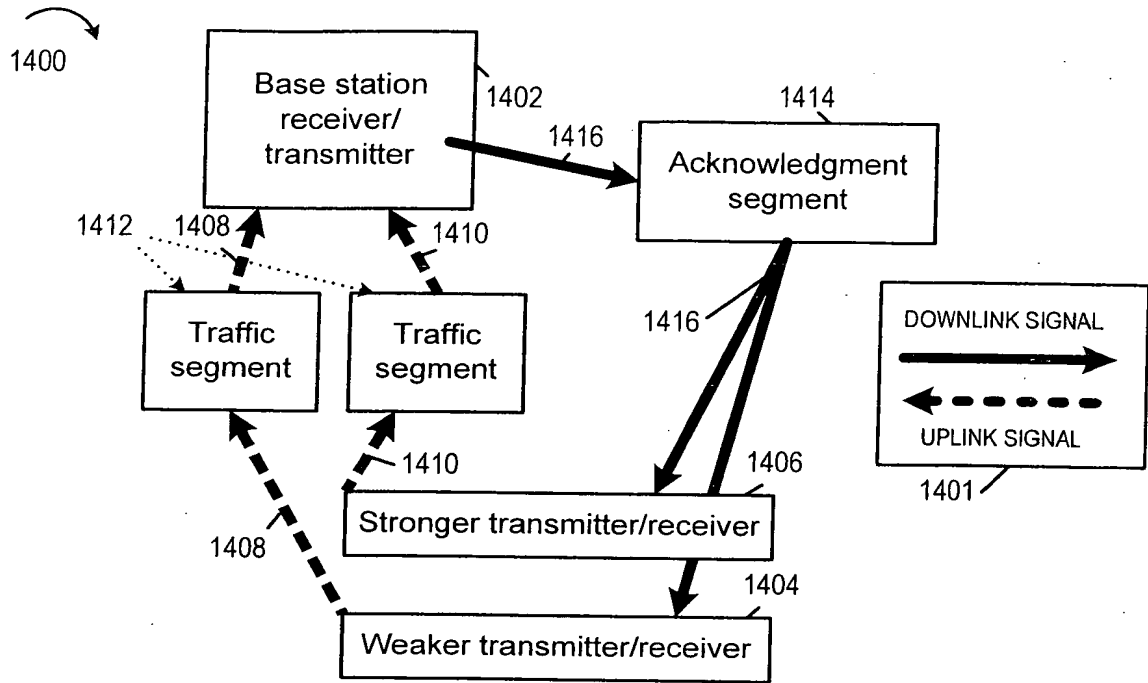 1400
Base station
receiver/
transmitter
1402
1416
1414
Acknowledgment
segment
1412
1408
1410
Traffic
segment
Traffic
segment
1416
DOWNLINK SIGNAL
UPLINK SIGNAL
1401
1410
1406
Stronger transmitter/receiver
1408
1404
Weaker transmitter/receiver